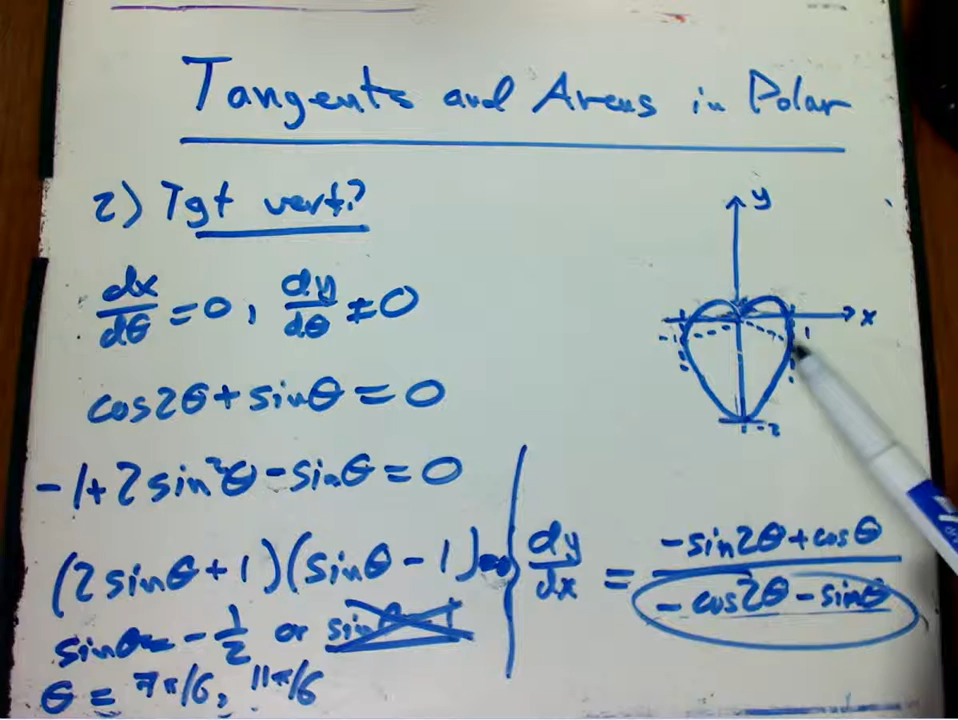 Tangents and Areas in Polar
2) Tgt vert?
dx/dθ = 0, dy/dθ ≠ 0
cos2θ + sinθ = 0
-1 + 2sin²θ - sinθ = 0
(2sinθ + 1)(sinθ - 1) = 0
sinθ = -1/2 or
θ = 7π/6, 11π/6
y
x
-1
1
-2
dy/dx = (-sin2θ + cosθ)/(-cos2θ - sinθ)